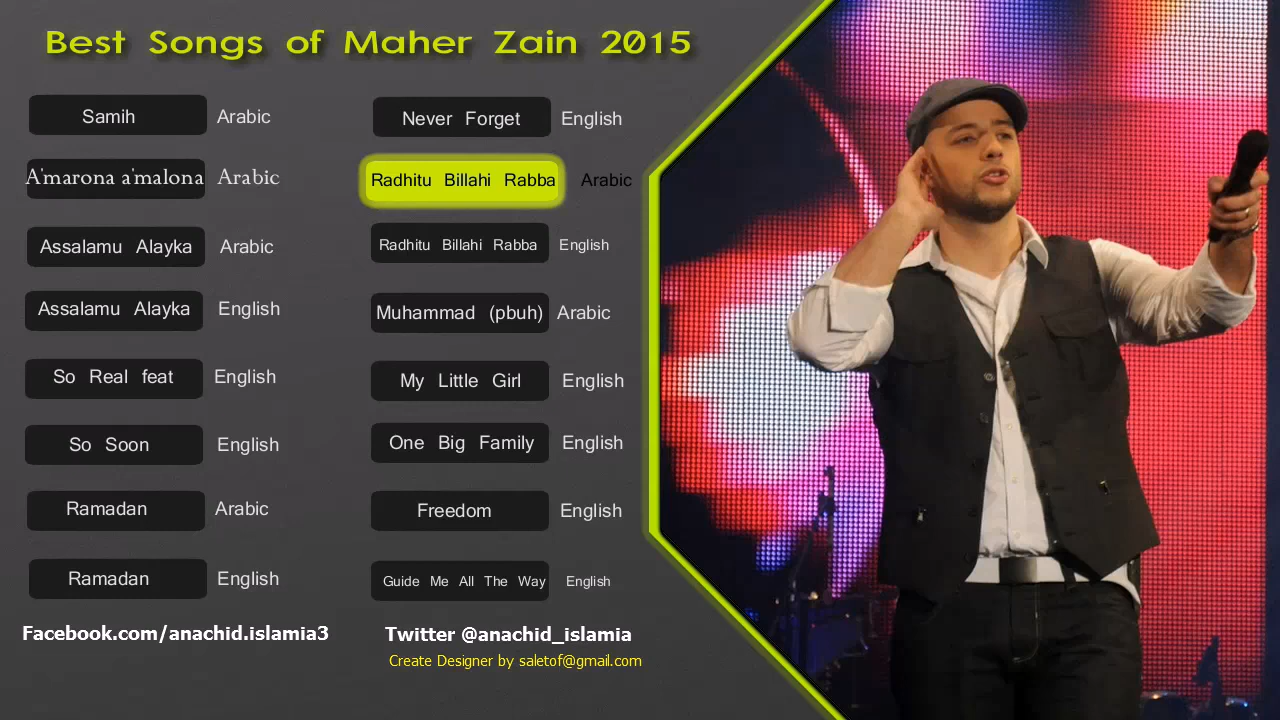 Best Songs of Maher Zain 2015
Samih Arabic
A'marona a'malona Arabic
Assalamu Alayka Arabic
Assalamu Alayka English
So Real feat English
So Soon English
Ramadan Arabic
Ramadan English
Never Forget English
Radhitu Billahi Rabba Arabic
Radhitu Billahi Rabba English
Muhammad (pbuh) Arabic
My Little Girl English
One Big Family English
Freedom English
Guide Me All The Way English
Facebook.com/anachid.islamia3
Twitter @anachid_islamia
Create Designer by saletof@gmail.com